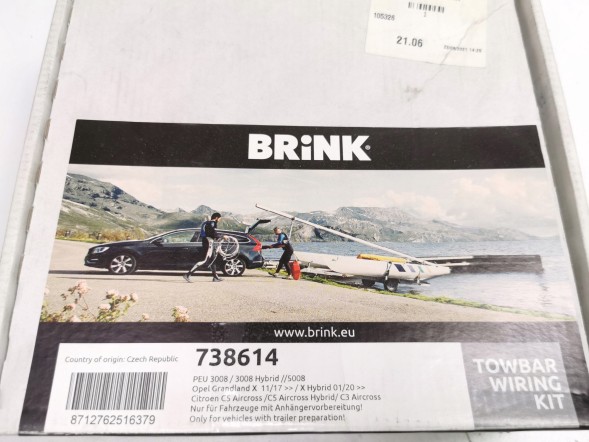 105328
1
21.06
BRiNK
www.brink.eu
Country of origin: Czech Republic
738614
PEU 3008 / 3008 Hybrid //5008
Opel Grandland X 11/17 >> / X Hybrid 01/20 >>
Citroen C5 Aircross /C5 Aircross Hybrid/ C3 Aircross
Nur für Fahrzeuge mit Anhängervorbereitung!
Only for vehicles with trailer preparation!
8712762516379
TOWBAR
WIRING
KIT